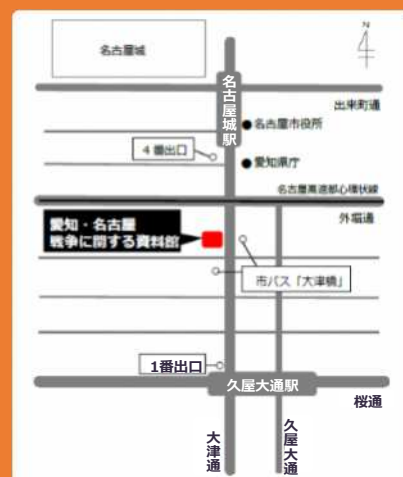 N
名古屋城
名古屋城駅
出来町通
名古屋市役所
4番出口
愛知県庁
名古屋高速都心環状線
外堀通
愛知・名古屋
戦争に関する資料館
市バス「大津橋」
1番出口
久屋大通駅
桜通
大津通
久屋大通